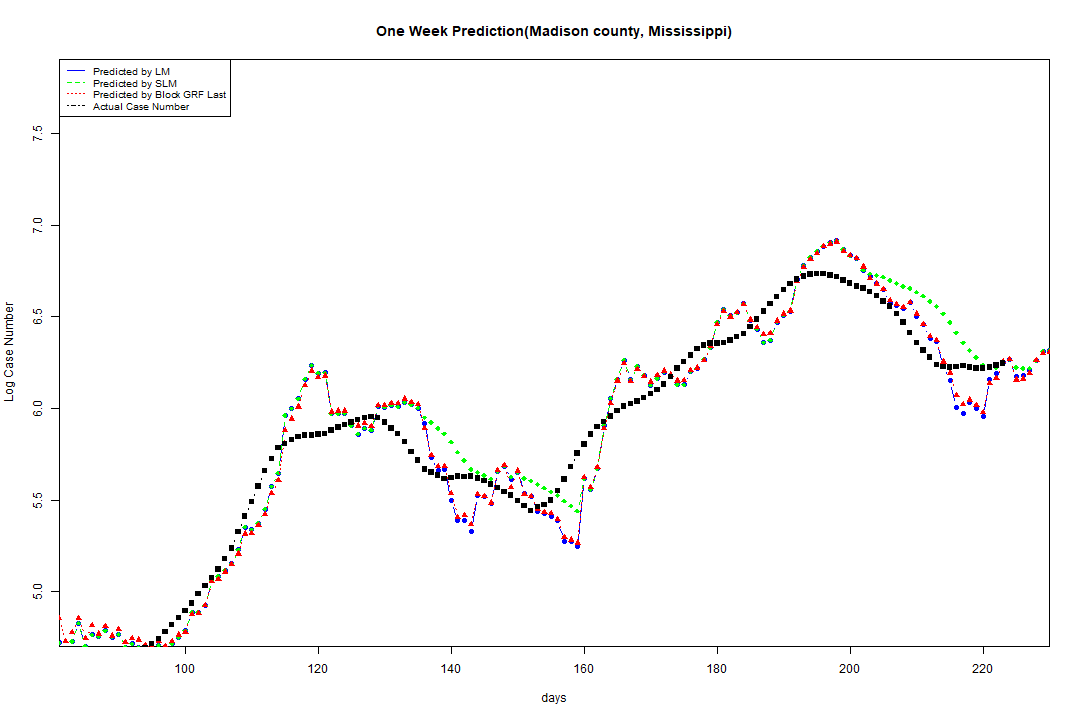 One Week Prediction(Madison county, Mississippi)
Predicted by LM
Predicted by SLM
Predicted by Block GRF Last
Actual Case Number
7.5
7.0
6.5
6.0
5.5
5.0
Log Case Number
100 120 140 160 180 200 220
days